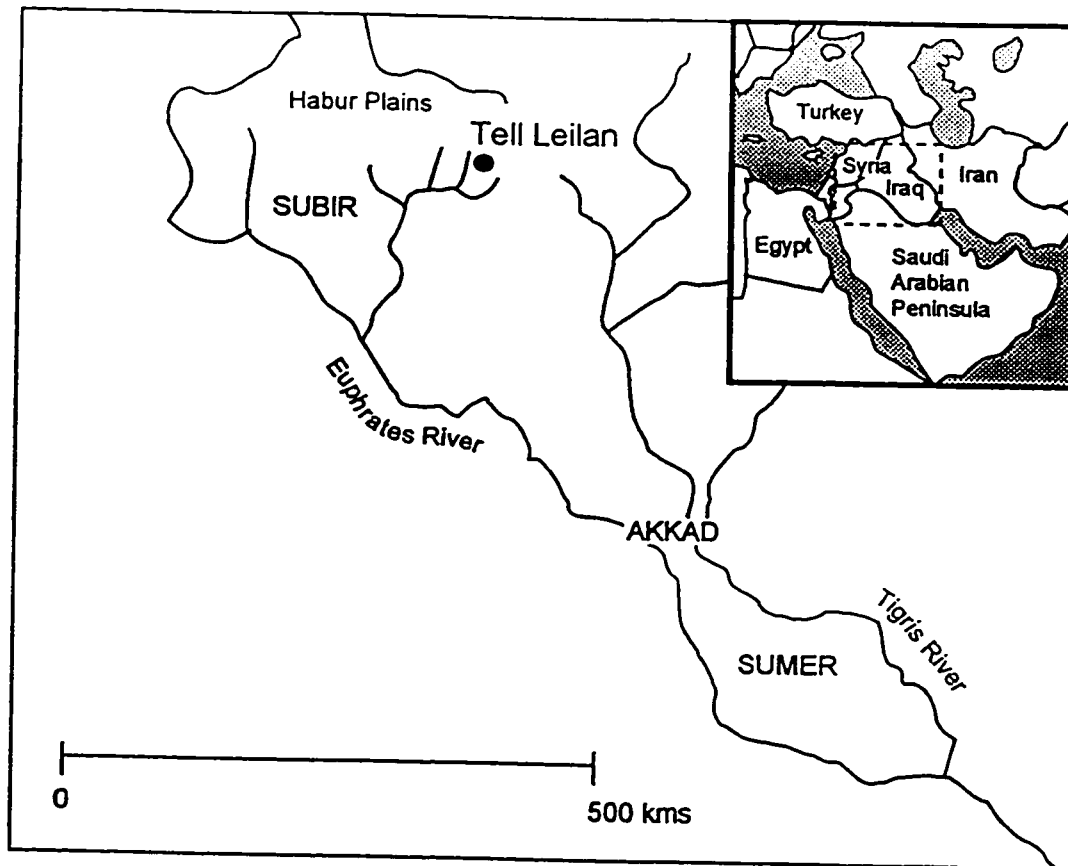 Habur Plains
Tell Leilan
SUBIR
Euphrates River
AKKAD
SUMER
Tigris River
0
500 kms
Turkey
Syria
Iraq
Iran
Egypt
Saudi
Arabian
Peninsula